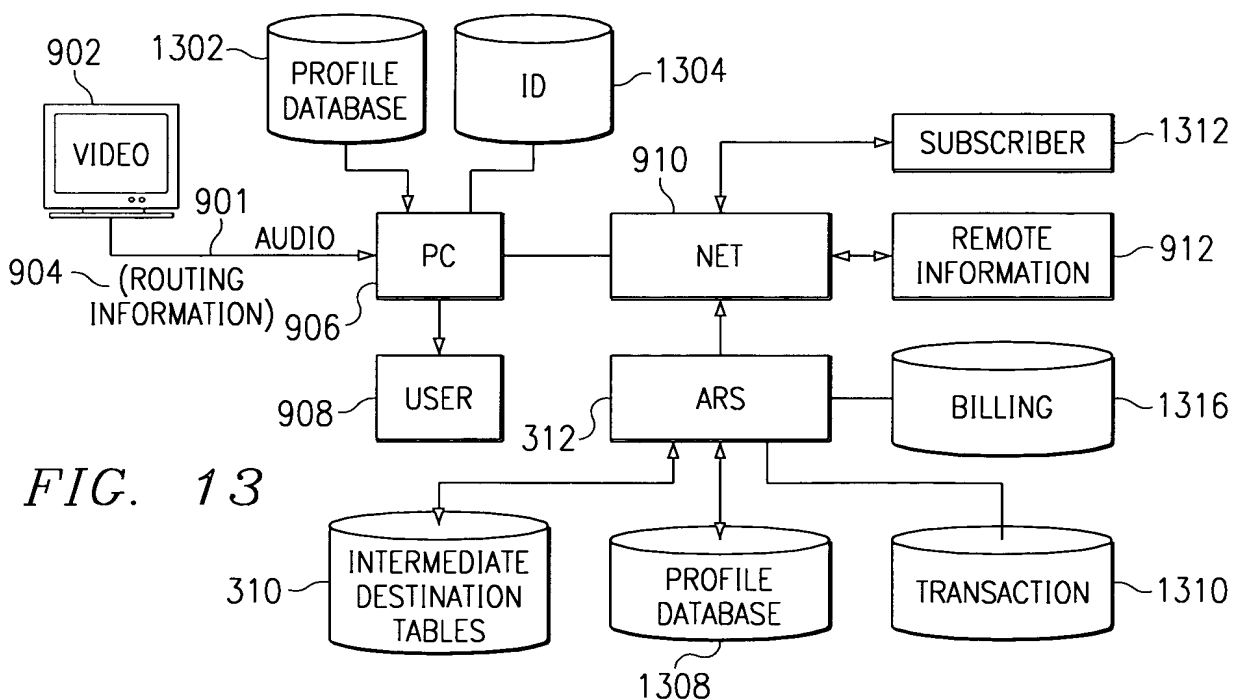 1302
902
PROFILE
DATABASE
ID
1304
VIDEO
910
SUBSCRIBER
1312
901
AUDIO
PC
NET
REMOTE
INFORMATION
912
904
(ROUTING
INFORMATION)
906
USER
908
ARS
312
BILLING
1316
FIG. 13
INTERMEDIATE
DESTINATION
TABLES
310
PROFILE
DATABASE
1308
TRANSACTION
1310